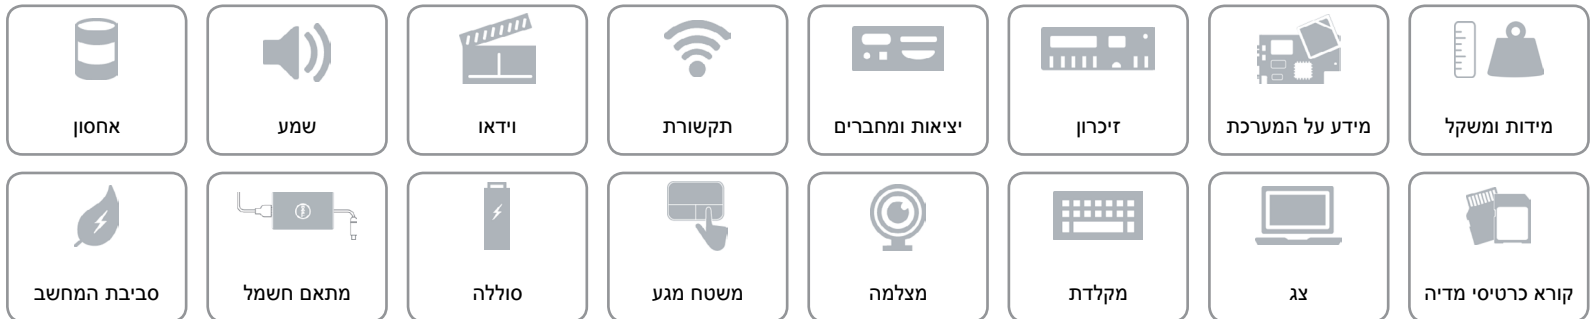 מידות ומשקל
מידע על המערכת
זיכרון
יציאות ומחברים
תקשורת
וידאו
שמע
אחסון
קורא כרטיסי מדיה
צג
מקלדת
מצלמה
משטח מגע
סוללה
מתאם חשמל
סביבת המחשב